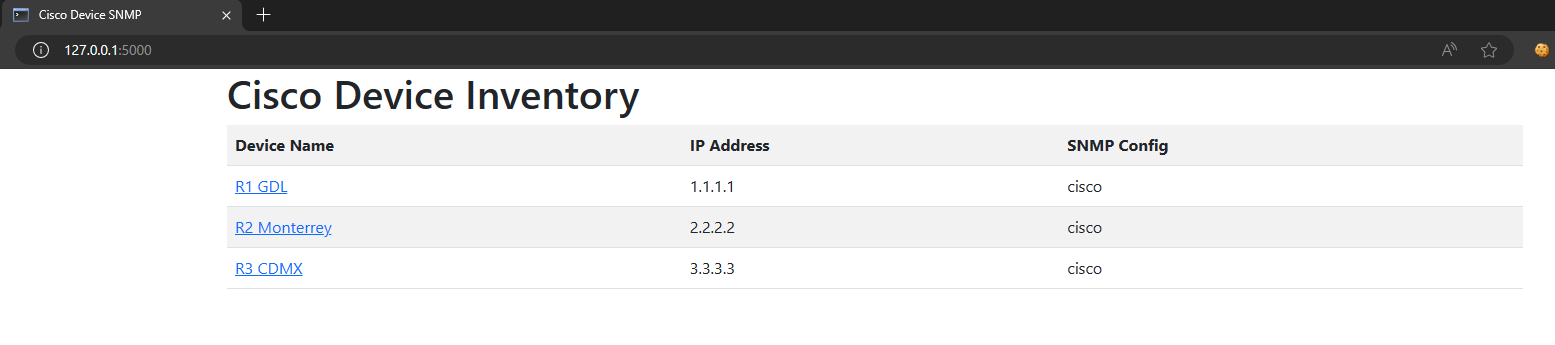 Cisco Device SNMP
127.0.0.1:5000
Cisco Device Inventory
Device Name IP Address SNMP Config
R1 GDL 1.1.1.1 cisco
R2 Monterrey 2.2.2.2 cisco
R3 CDMX 3.3.3.3 cisco